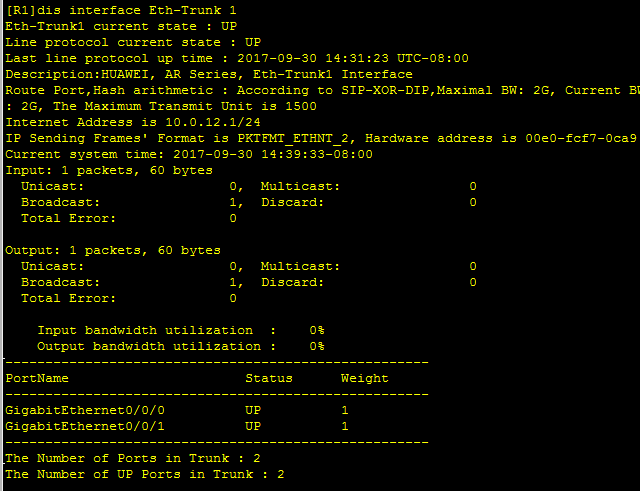 [R1]dis interface Eth-Trunk 1
Eth-Trunk1 current state : UP
Line protocol current state : UP
Last line protocol up time : 2017-09-30 14:31:23 UTC-08:00
Description:HUAWEI, AR Series, Eth-Trunk1 Interface
Route Port,Hash arithmetic : According to SIP-XOR-DIP,Maximal BW: 2G, Current BW
: 2G, The Maximum Transmit Unit is 1500
Internet Address is 10.0.12.1/24
IP Sending Frames' Format is PKTFMT_ETHNT_2, Hardware address is 00e0-fcf7-0ca9
Current system time: 2017-09-30 14:39:33-08:00
Input: 1 packets, 60 bytes
  Unicast:                  0,  Multicast:                0
  Broadcast:                1,  Discard:                  0
  Total Error:              0
Output: 1 packets, 60 bytes
  Unicast:                  0,  Multicast:                0
  Broadcast:                1,  Discard:                  0
  Total Error:              0
    Input bandwidth utilization  :    0%
    Output bandwidth utilization :    0%
-----------------------------------------------------
PortName                      Status      Weight
-----------------------------------------------------
GigabitEthernet0/0/0          UP          1
GigabitEthernet0/0/1          UP          1
-----------------------------------------------------
The Number of Ports in Trunk : 2
The Number of UP Ports in Trunk : 2